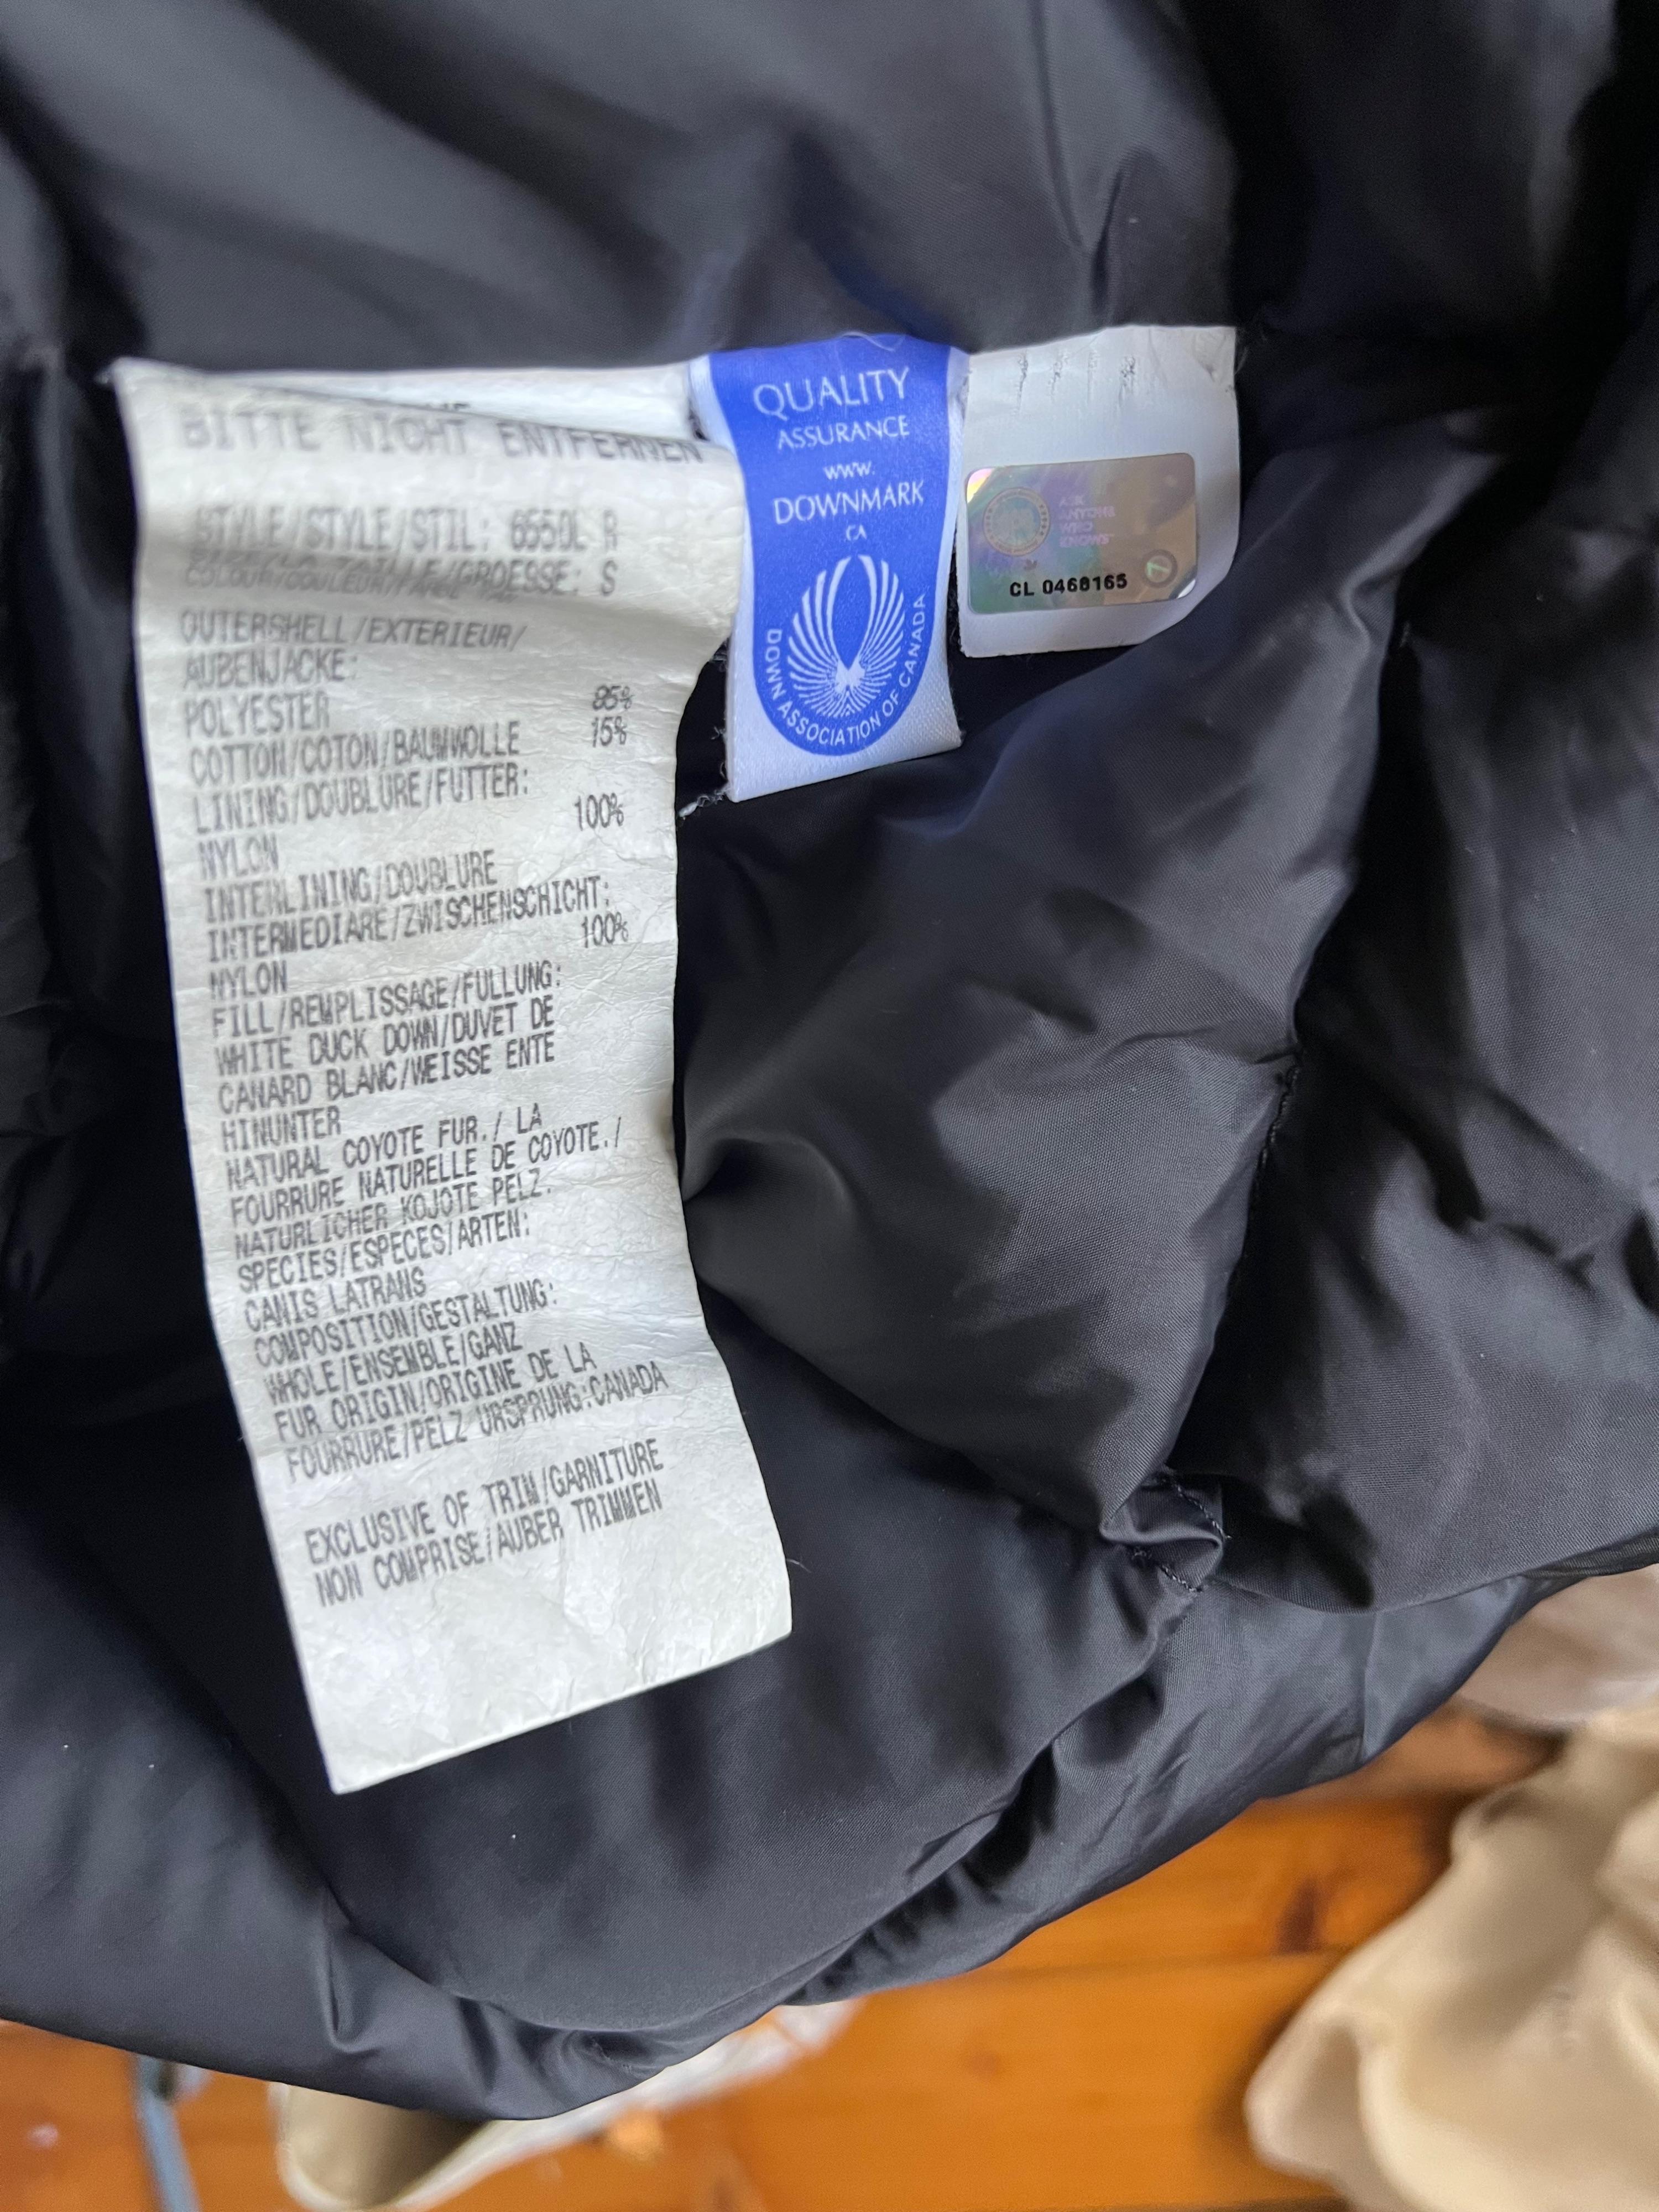 BITTE NICHT ENTFERNEN
STYLE/STYLE/STIL: 6550L R
TAILLE/GROESSE: S
COLOUR/COULEUR/
OUTERSHELL/EXTERIEUR/
AUBENJACKE:
POLYESTER 85%
COTTON/COTON/BAUMWOLLE 15%
LINING/DOUBLURE/FUTTER:
NYLON 100%
INTERLINING/DOUBLURE
INTERMEDIARE/ZWISCHENSCHICHT:
NYLON 100%
FILL/REMPLISSAGE/FULLUNG:
WHITE DUCK DOWN/DUVET DE
CANARD BLANC/WEISSE ENTE
HINUNTER
NATURAL COYOTE FUR./ LA
FOURRURE NATURELLE DE COYOTE./
NATURLICHER KOJOTE PELZ.
SPECIES/ESPECES/ARTEN:
CANIS LATRANS
COMPOSITION/GESTALTUNG:
WHOLE/ENSEMBLE/GANZ
FUR ORIGIN/ORIGINE DE LA
FOURRURE/PELZ URSPRUNG:CANADA
EXCLUSIVE OF TRIM/GARNITURE
NON COMPRISE/AUBER TRIMMEN
QUALITY
ASSURANCE
www.
DOWNMARK
CA
DOWN ASSOCIATION OF CANADA
CL 0468165